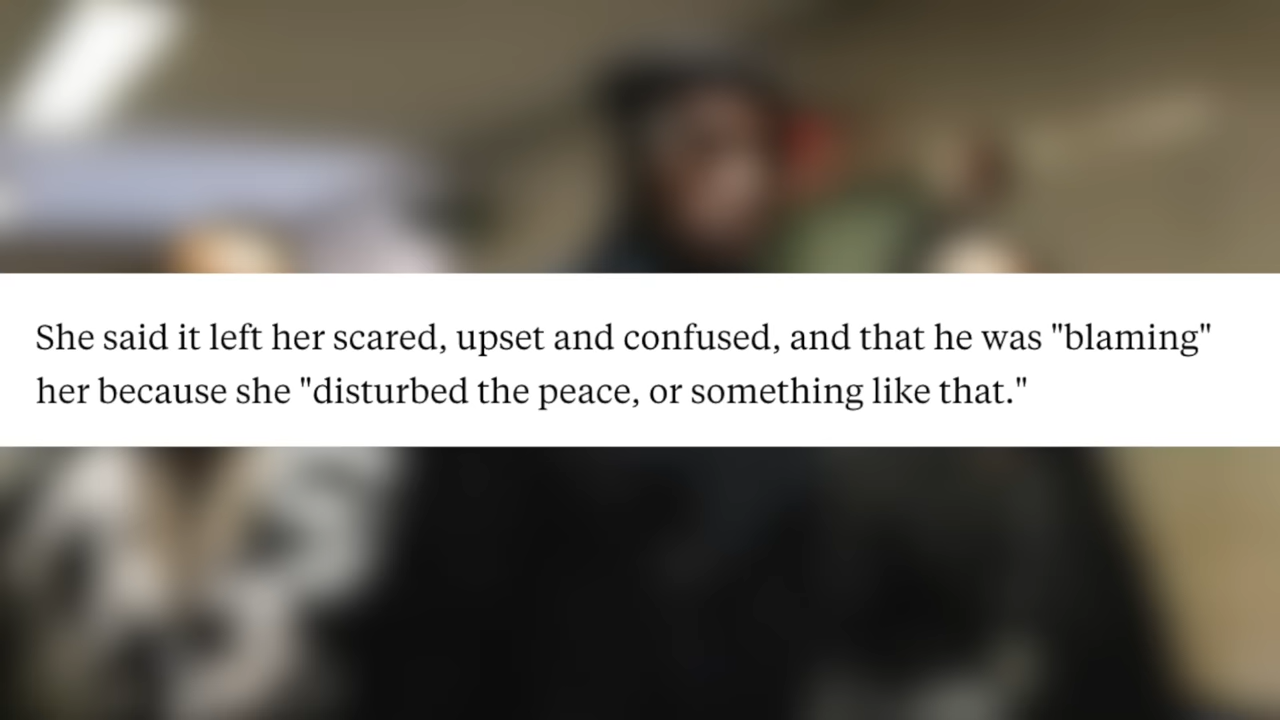 She said it left her scared, upset and confused, and that he was "blaming"
her because she "disturbed the peace, or something like that."